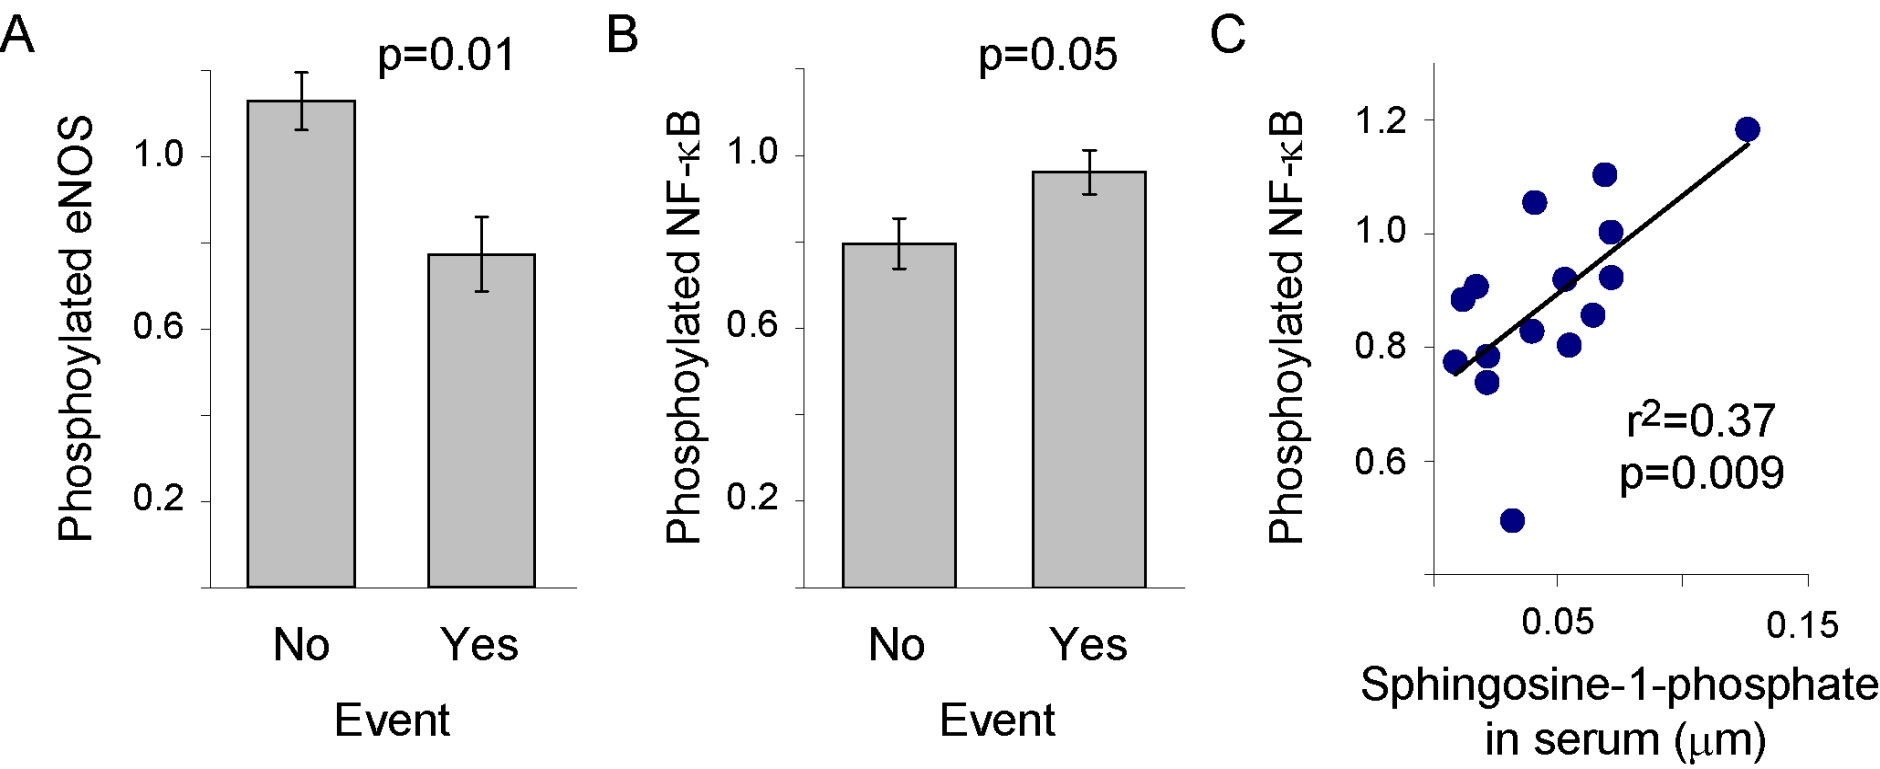 A
p=0.01
Phosphoylated eNOS
1.0
0.6
0.2
No Yes
Event
B
p=0.05
Phosphoylated NF-κB
1.0
0.6
0.2
No Yes
Event
C
Phosphoylated NF-κB
1.2
1.0
0.8
0.6
r2=0.37
p=0.009
0.05 0.15
Sphingosine-1-phosphate
in serum (μm)